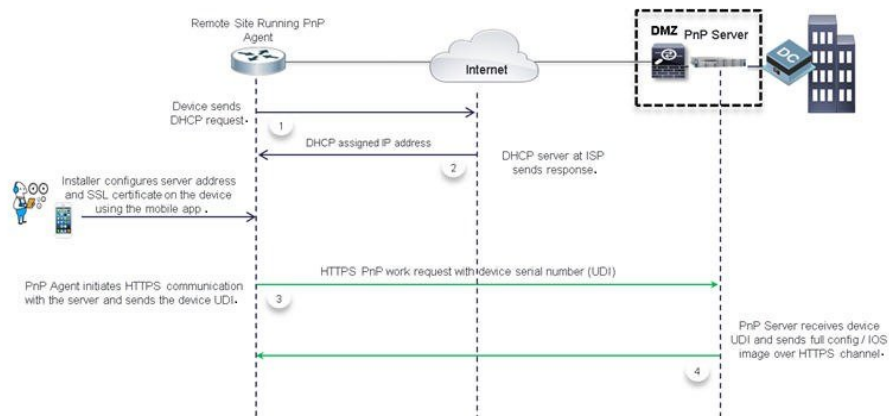 Remote Site Running PnP
Agent
Internet
DMZ
PnP Server
DC
Device sends
DHCP request.
1
DHCP assigned IP address
2
DHCP server at ISP
sends response.
Installer configures server address
and SSL certificate on the device
using the mobile app .
HTTPS PnP work request with device serial number (UDI)
PnP Agent initiates HTTPS communication
with the server and sends the device UDI.
3
PnP Server receives device
UDI and sends full config / IOS
image over HTTPS channel.
4